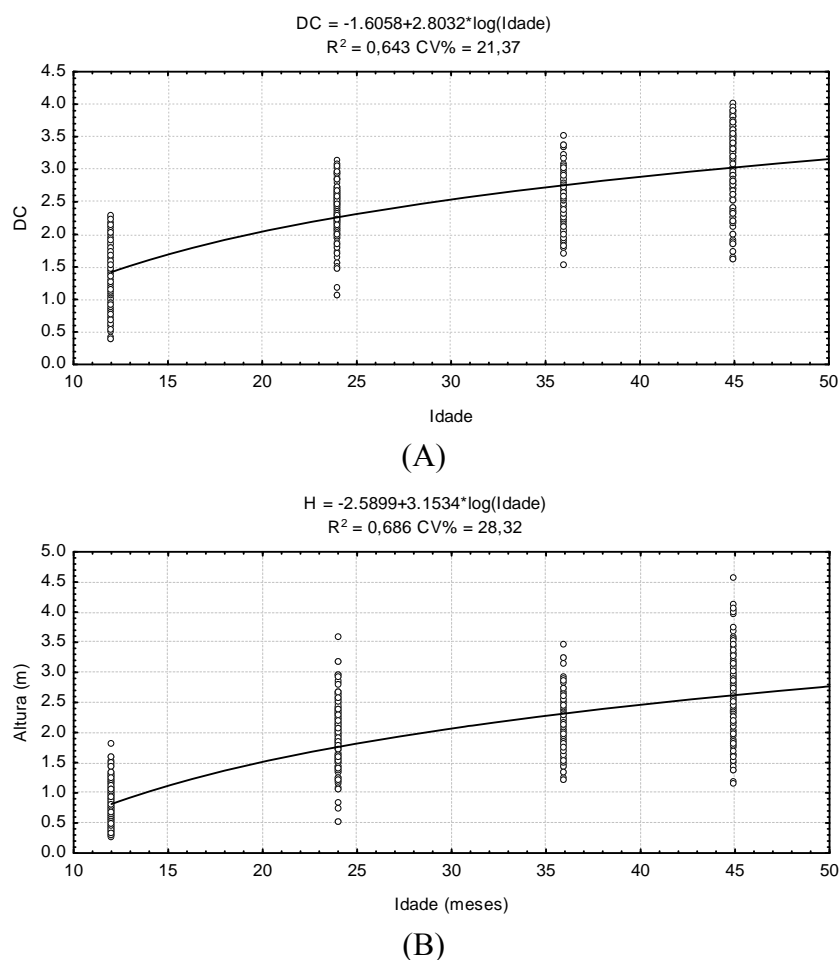 DC = -1.6058+2.8032*log(Idade)
R² = 0,643 CV% = 21,37
4.5
4.0
3.5
3.0
2.5
2.0
1.5
1.0
0.5
0.0
DC
10 15 20 25 30 35 40 45 50
Idade
(A)
H = -2.5899+3.1534*log(Idade)
R² = 0,686 CV% = 28,32
5.0
4.5
4.0
3.5
3.0
2.5
2.0
1.5
1.0
0.5
0.0
Altura (m)
10 15 20 25 30 35 40 45 50
Idade (meses)
(B)